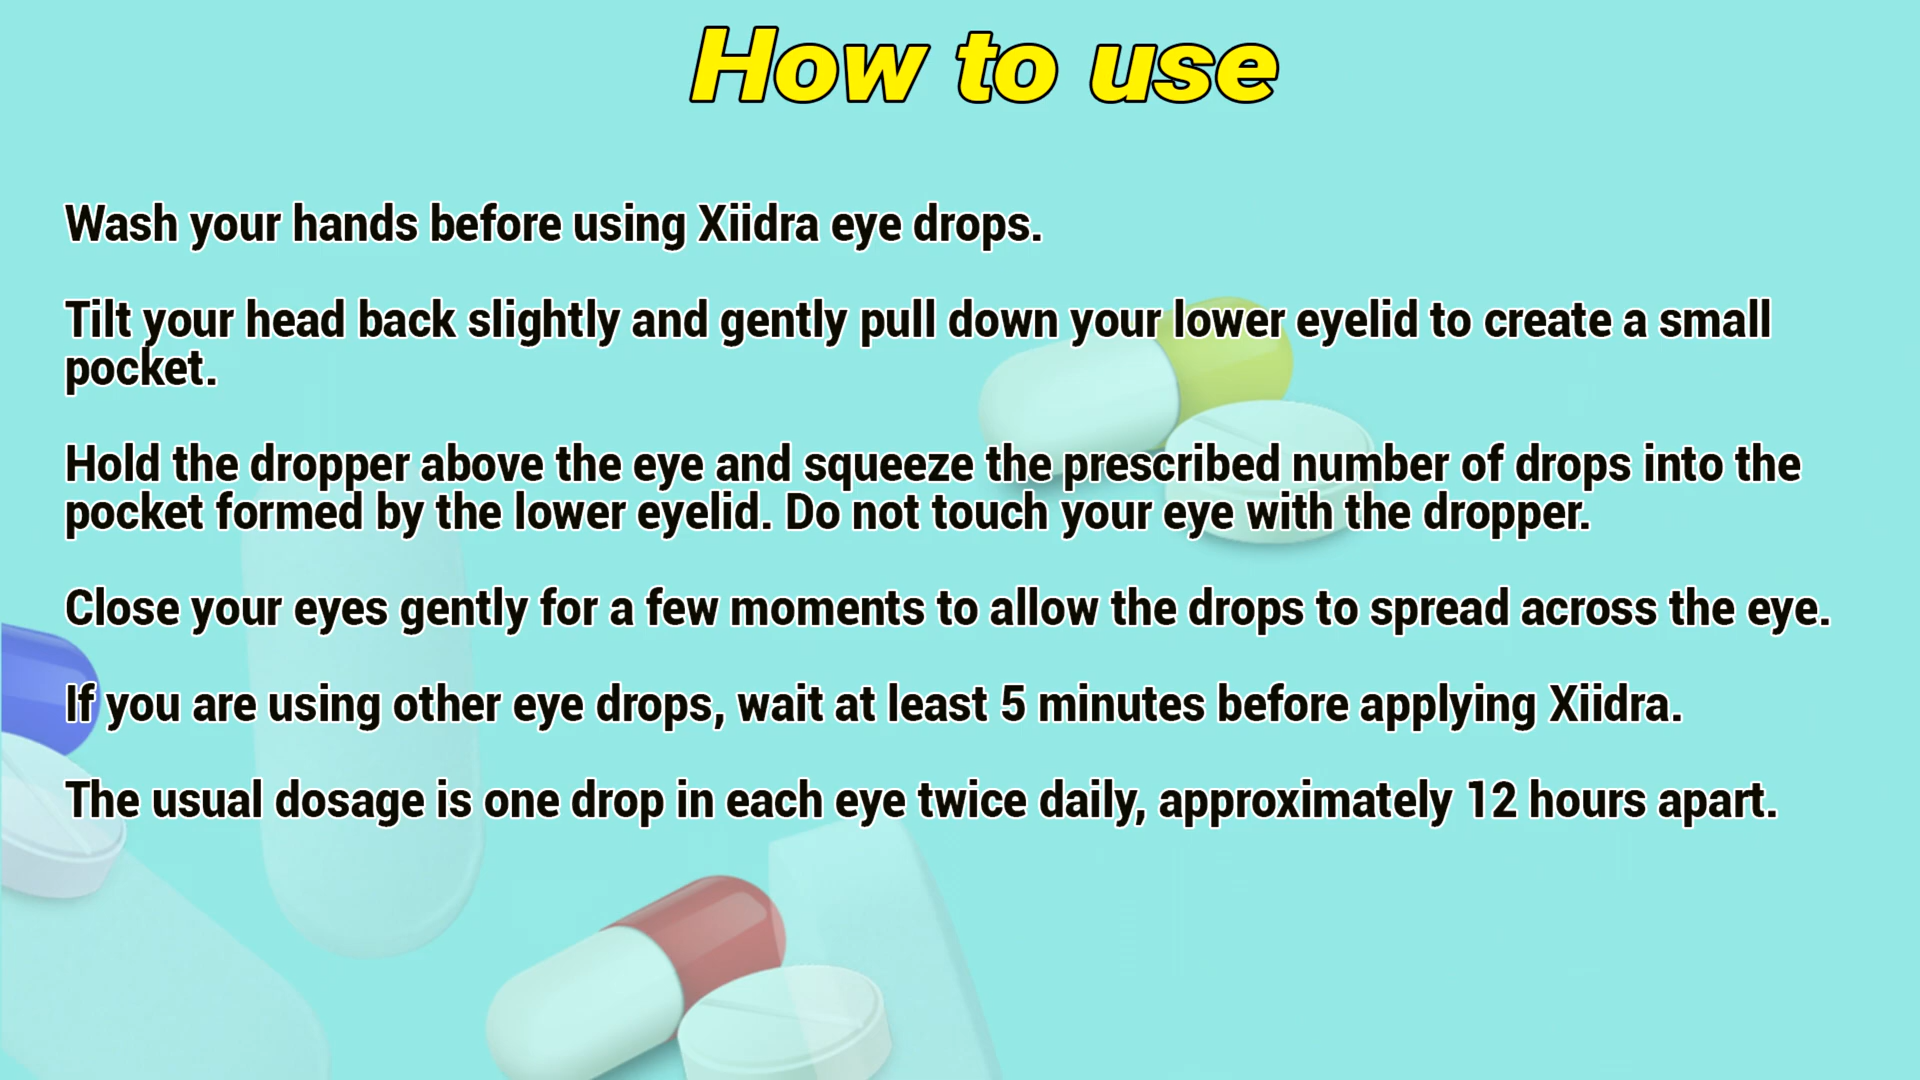 How to use
Wash your hands before using Xiidra eye drops.
Tilt your head back slightly and gently pull down your lower eyelid to create a small
pocket.
Hold the dropper above the eye and squeeze the prescribed number of drops into the
pocket formed by the lower eyelid. Do not touch your eye with the dropper.
Close your eyes gently for a few moments to allow the drops to spread across the eye.
If you are using other eye drops, wait at least 5 minutes before applying Xiidra.
The usual dosage is one drop in each eye twice daily, approximately 12 hours apart.